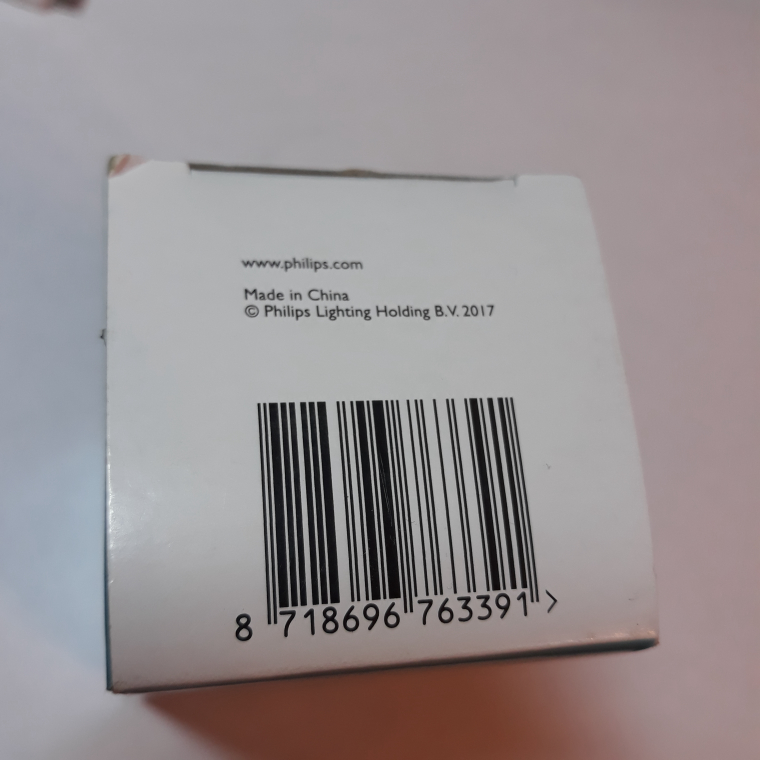 www.philips.com
Made in China
© Philips Lighting Holding B.V. 2017
8 718696 763391 >